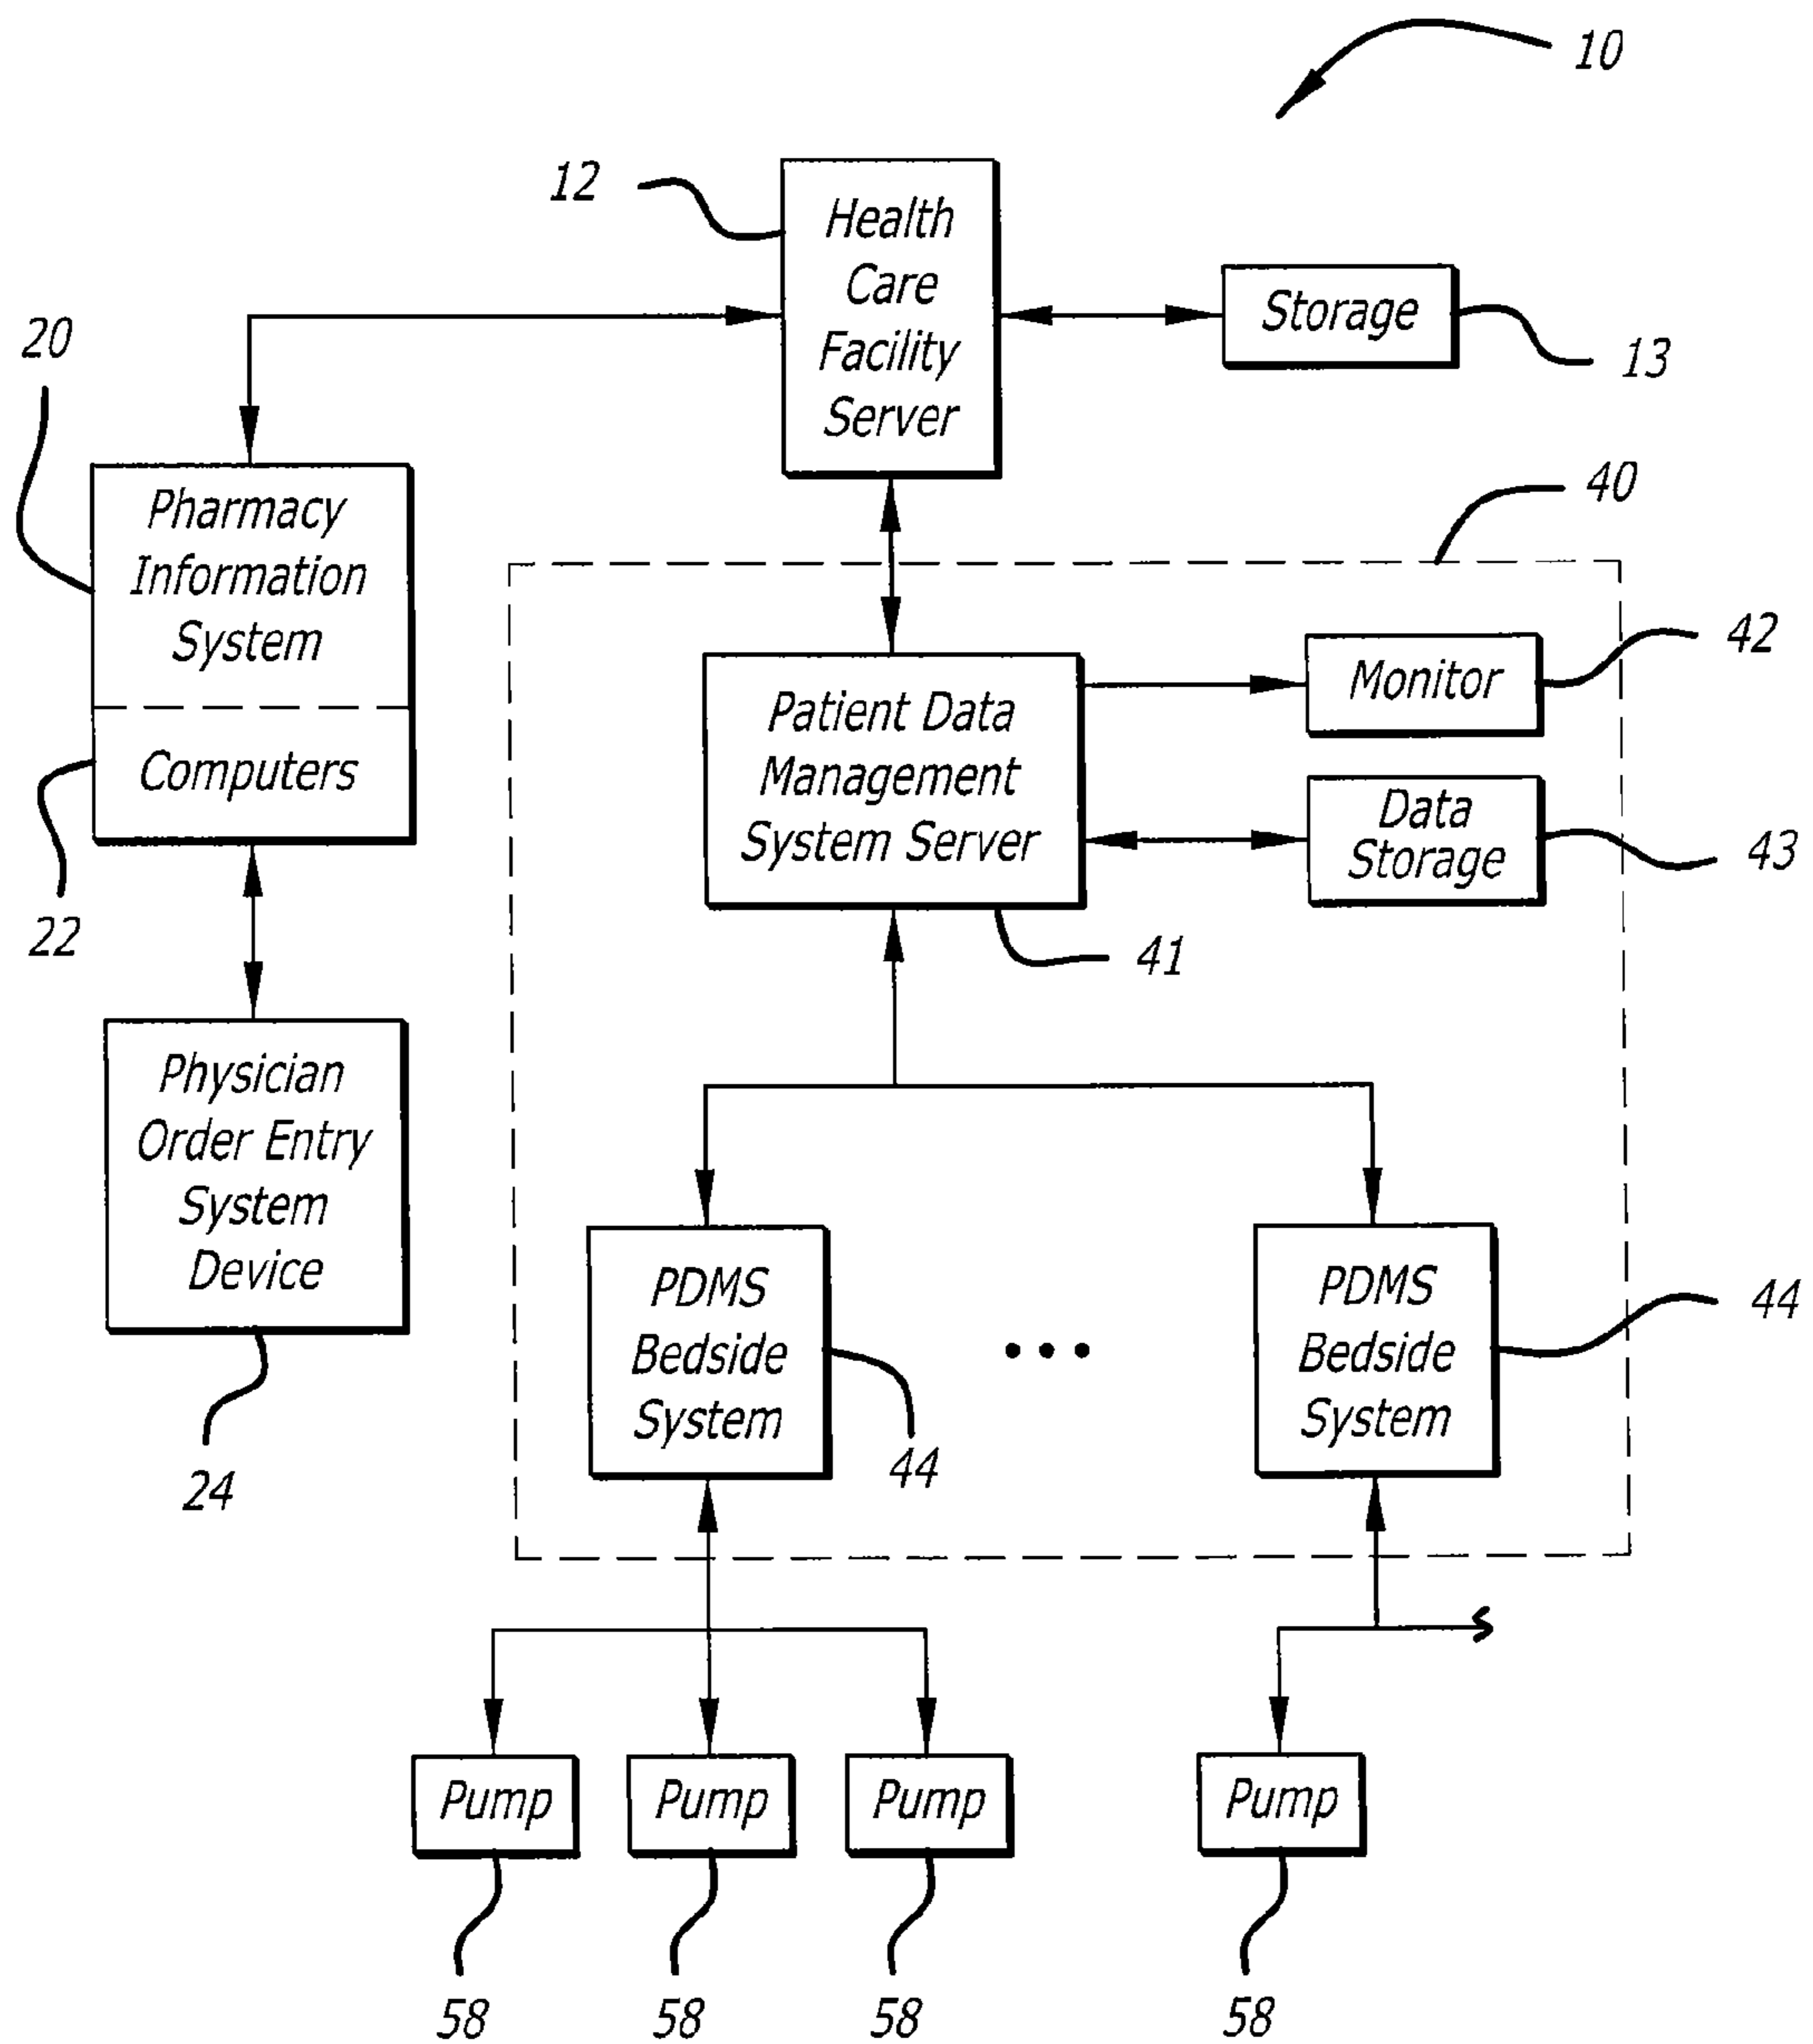 10
12
Health
Care
Facility
Server
Storage
13
20
Pharmacy
Information
System
Computers
22
40
Patient Data
Management
System Server
41
Monitor
42
Data
Storage
43
Physician
Order Entry
System
Device
24
PDMS
Bedside
System
44
PDMS
Bedside
System
44
Pump
Pump
Pump
Pump
58
58
58
58